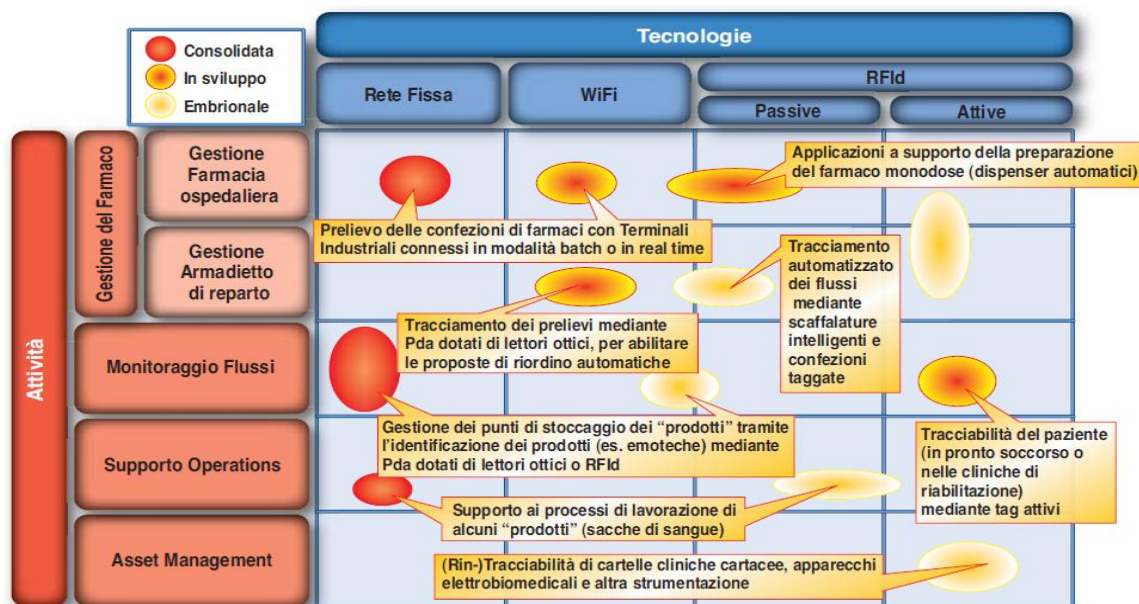 Consolidata
In sviluppo
Embrionale
Tecnologie
Rete Fissa
WiFi
RFId
Passive
Attive
Attività
Gestione del Farmaco
Gestione
Farmacia
ospedaliera
Gestione
Armadietto
di reparto
Monitoraggio Flussi
Supporto Operations
Asset Management
Applicazioni a supporto della preparazione
del farmaco monodose (dispenser automatici)
Prelievo delle confezioni di farmaci con Terminali
Industriali connessi in modalità batch o in real time
Tracciamento
automatizzato
dei flussi
mediante
scaffalature
intelligenti e
confezioni
taggate
Tracciamento dei prelievi mediante
Pda dotati di lettori ottici, per abilitare
le proposte di riordino automatiche
Gestione dei punti di stoccaggio dei “prodotti” tramite
l’identificazione dei prodotti (es. emoteche) mediante
Pda dotati di lettori ottici o RFId
Tracciabilità del paziente
(in pronto soccorso o
nelle cliniche di
riabilitazione)
mediante tag attivi
Supporto ai processi di lavorazione di
alcuni “prodotti” (sacche di sangue)
(Rin-)Tracciabilità di cartelle cliniche cartacee, apparecchi
elettrobiomedicali e altra strumentazione